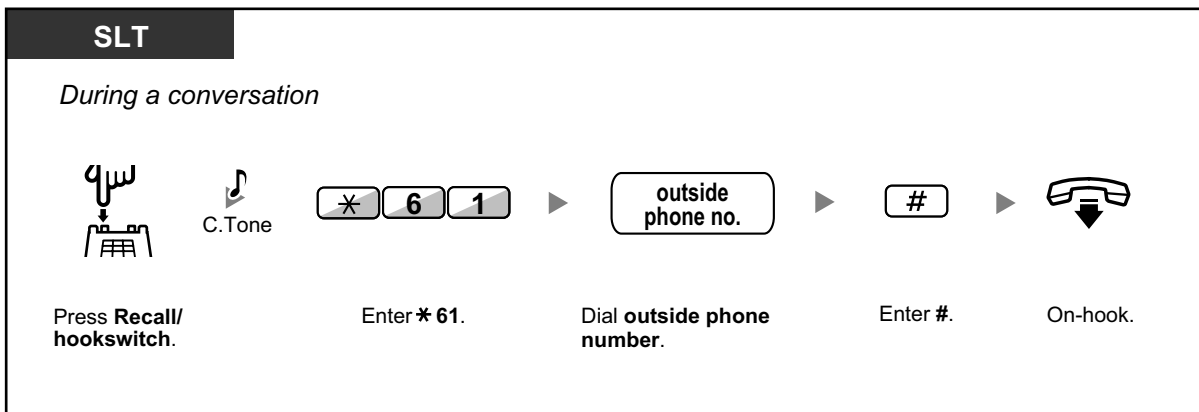 SLT
During a conversation
C.Tone
* 6 1
outside
phone no.
#
Press Recall/
hookswitch.
Enter * 61.
Dial outside phone
number.
Enter #.
On-hook.